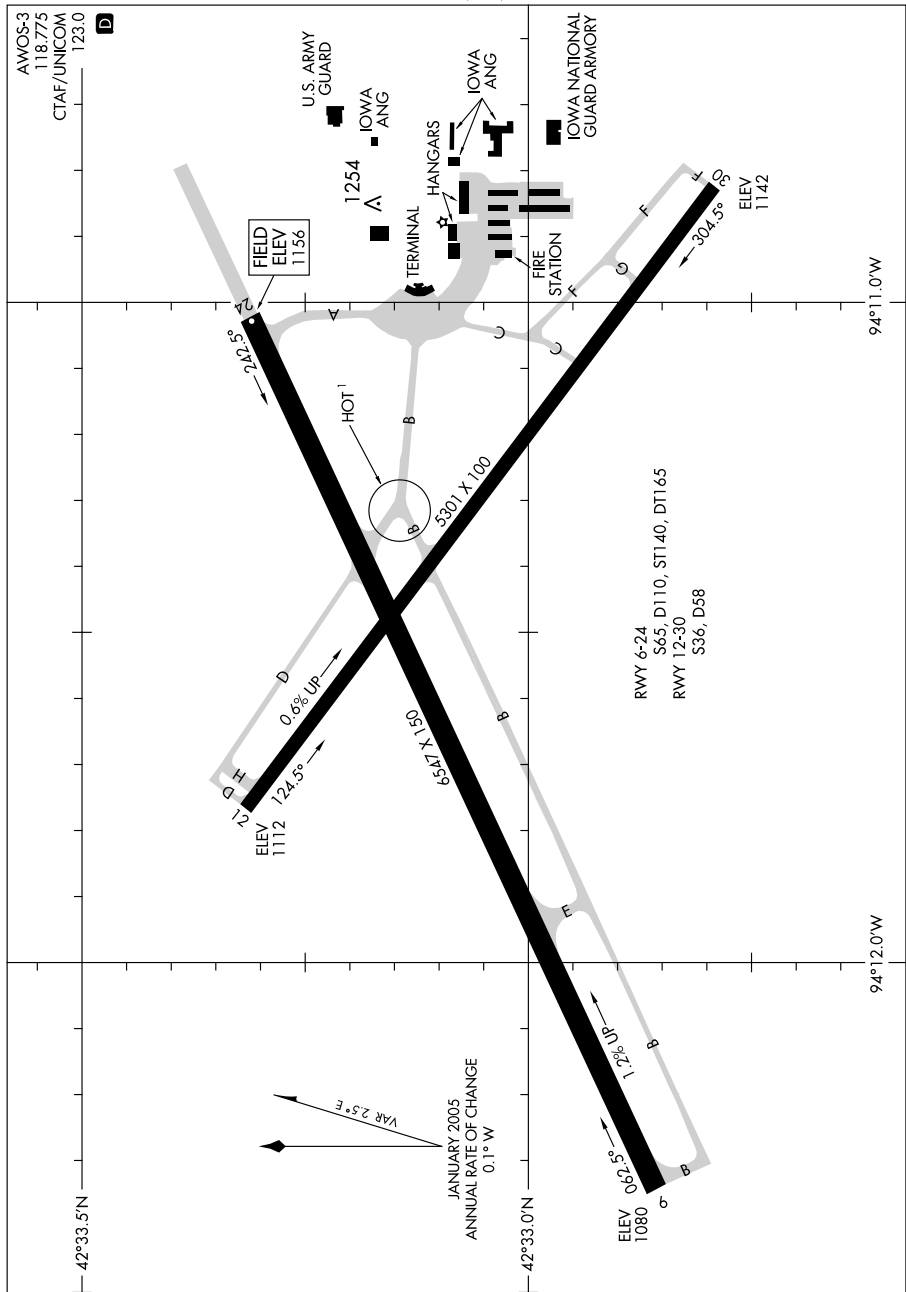 AWOS-3
118.775
CTAF/UNICOM
123.0
D
U.S. ARMY
GUARD
IOWA
ANG
1254
HANGARS
IOWA
ANG
IOWA NATIONAL
GUARD ARMORY
TERMINAL
FIRE
STATION
FIELD
ELEV
1156
24
242.5°
A
HOT 1
B
B
C
C
F
F
F
G
30
ELEV
1142
304.5°
5301 X 100
D
0.6% UP
124.5°
D
H
12
ELEV
1112
6547 X 150
B
E
B
B
1.2% UP
062.5°
6
ELEV
1080
RWY 6-24
S65, D110, ST140, DT165
RWY 12-30
S36, D58
VAR 2.5° E
JANUARY 2005
ANNUAL RATE OF CHANGE
0.1° W
42°33.5'N
42°33.0'N
94°11.0'W
94°12.0'W